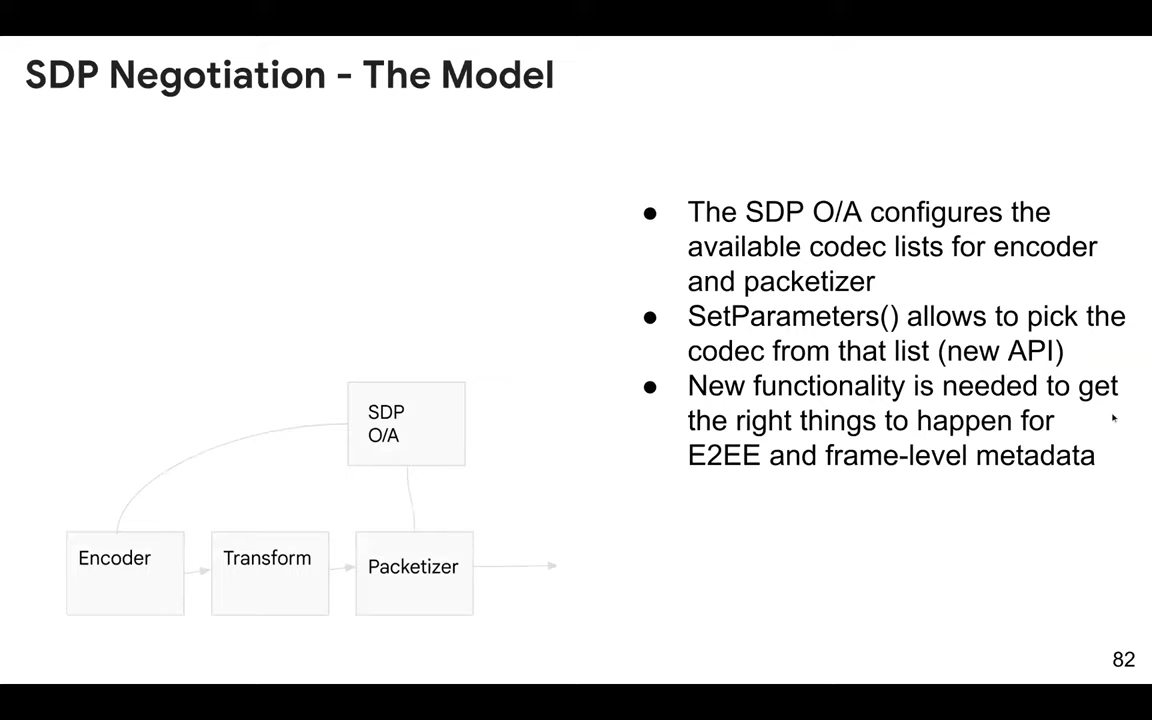 SDP Negotiation - The Model
● The SDP O/A configures the
available codec lists for encoder
and packetizer
● SetParameters() allows to pick the
codec from that list (new API)
● New functionality is needed to get
the right things to happen for
E2EE and frame-level metadata
SDP
O/A
Encoder
Transform
Packetizer
82